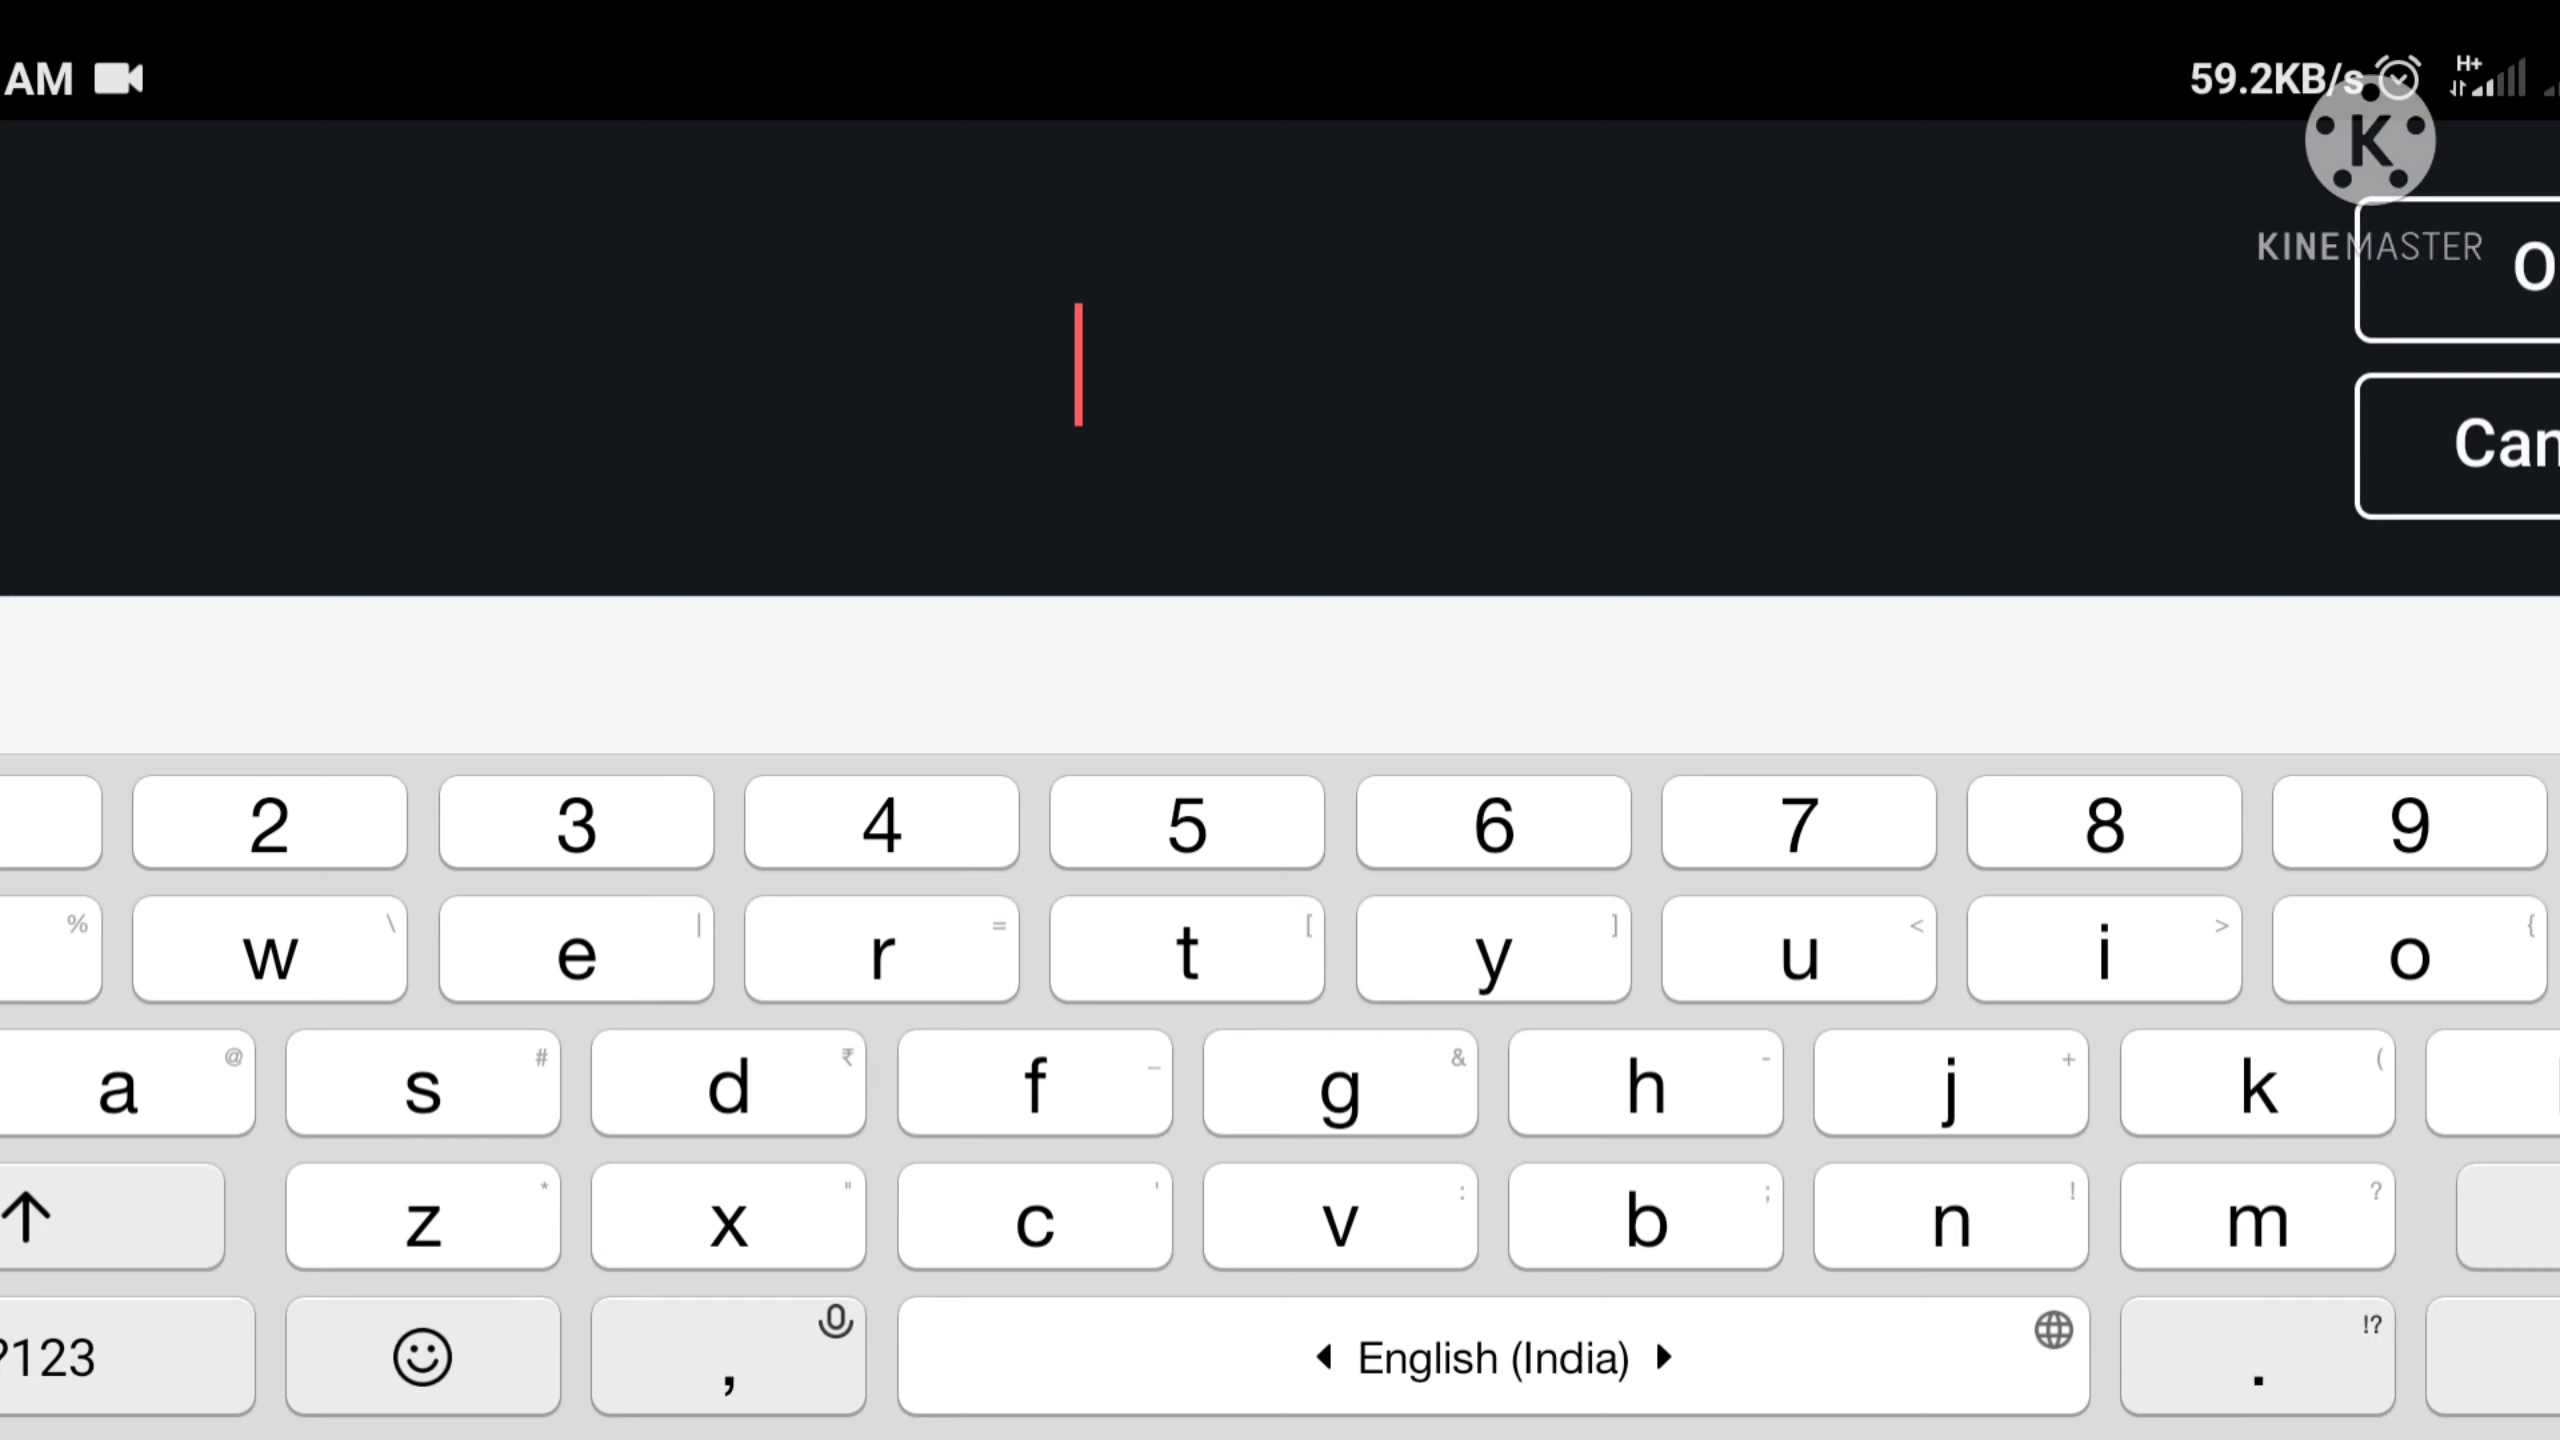 AM 59.2KB/s H+
K
KINEMASTER
O
Can
2 3 4 5 6 7 8 9
% w \ e | r = t [ y ] u < i > o {
a @ s # d ₹ f _ g & h - j + k (
z * x " c ' v : b ; n ! m ?
?123 , English (India) . !?